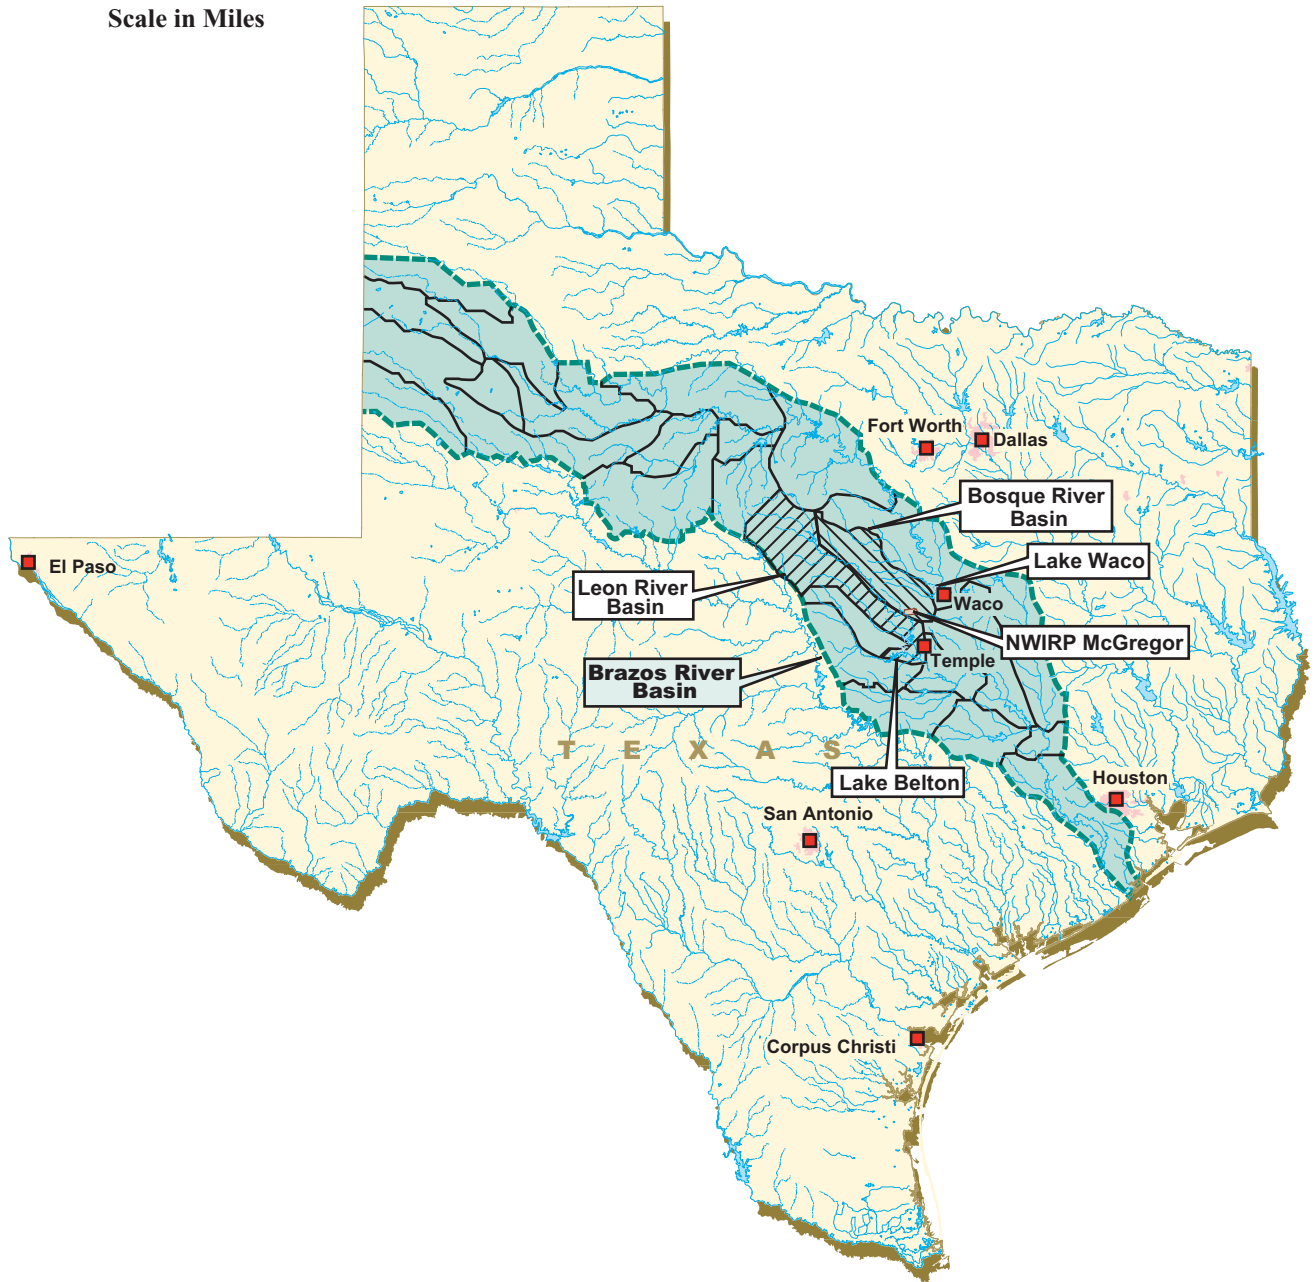 Scale in Miles
Fort Worth
Dallas
Bosque River
Basin
Lake Waco
El Paso
Leon River
Basin
Waco
NWIRP McGregor
Temple
Brazos River
Basin
T E X A S
Lake Belton
Houston
San Antonio
Corpus Christi